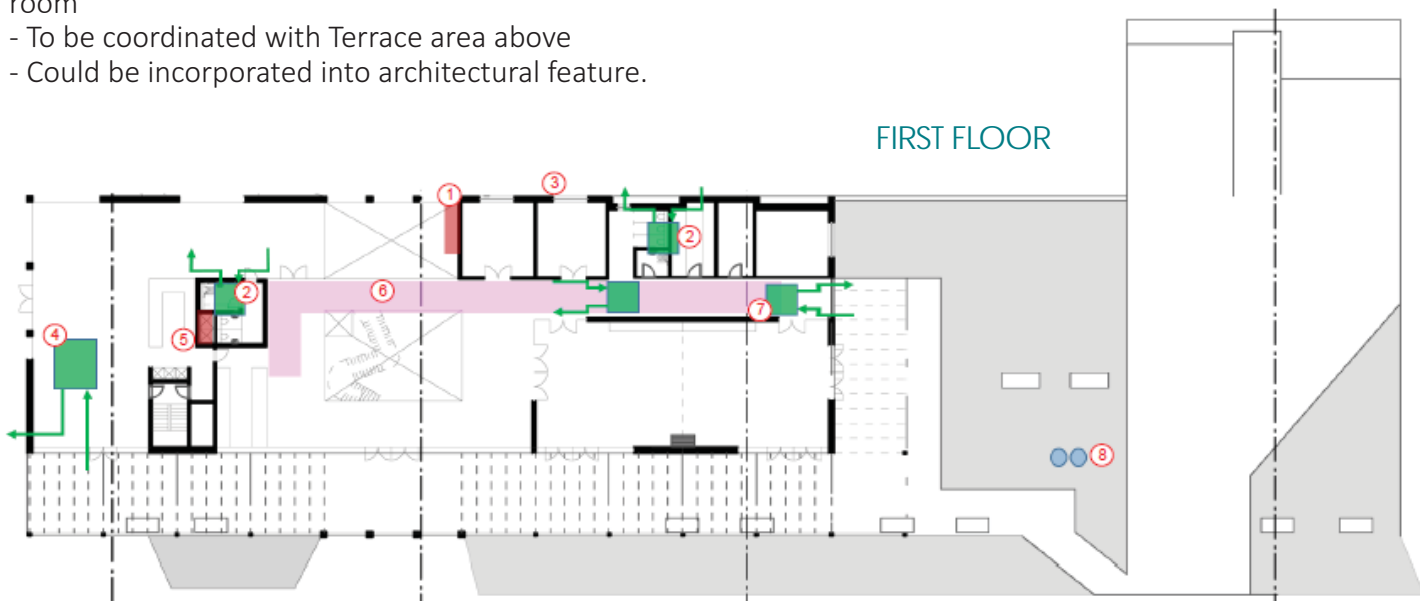 room
- To be coordinated with Terrace area above
- Could be incorporated into architectural feature.
FIRST FLOOR
1
3
2
2
6
7
5
4
8